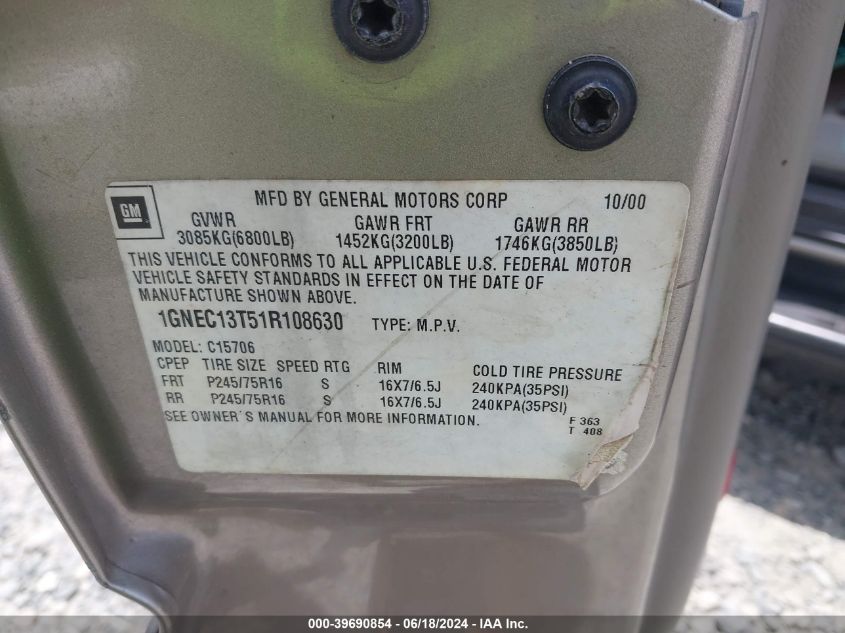 GM
MFD BY GENERAL MOTORS CORP 10/00
GVWR GAWR FRT GAWR RR
3085KG(6800LB) 1452KG(3200LB) 1746KG(3850LB)
THIS VEHICLE CONFORMS TO ALL APPLICABLE U.S. FEDERAL MOTOR
VEHICLE SAFETY STANDARDS IN EFFECT ON THE DATE OF
MANUFACTURE SHOWN ABOVE.
1GNEC13T51R108630 TYPE: M.P.V.
MODEL: C15706
CPEP TIRE SIZE SPEED RTG RIM COLD TIRE PRESSURE
FRT P245/75R16 S 16X7/6.5J 240KPA(35PSI)
RR P245/75R16 S 16X7/6.5J 240KPA(35PSI)
SEE OWNER'S MANUAL FOR MORE INFORMATION.
F 363
T 408
000-39690854 - 06/18/2024 - IAAI, Inc.